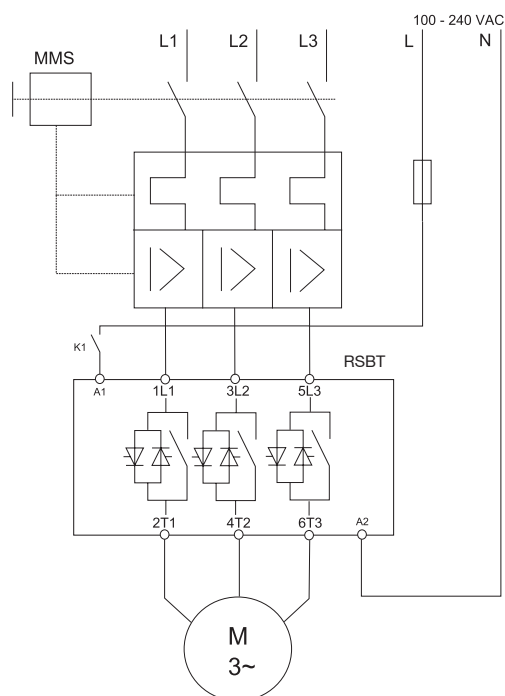 100 - 240 VAC
L1 L2 L3 L N
MMS
K1
RSBT
A1 1L1 3L2 5L3
2T1 4T2 6T3 A2
M
3~